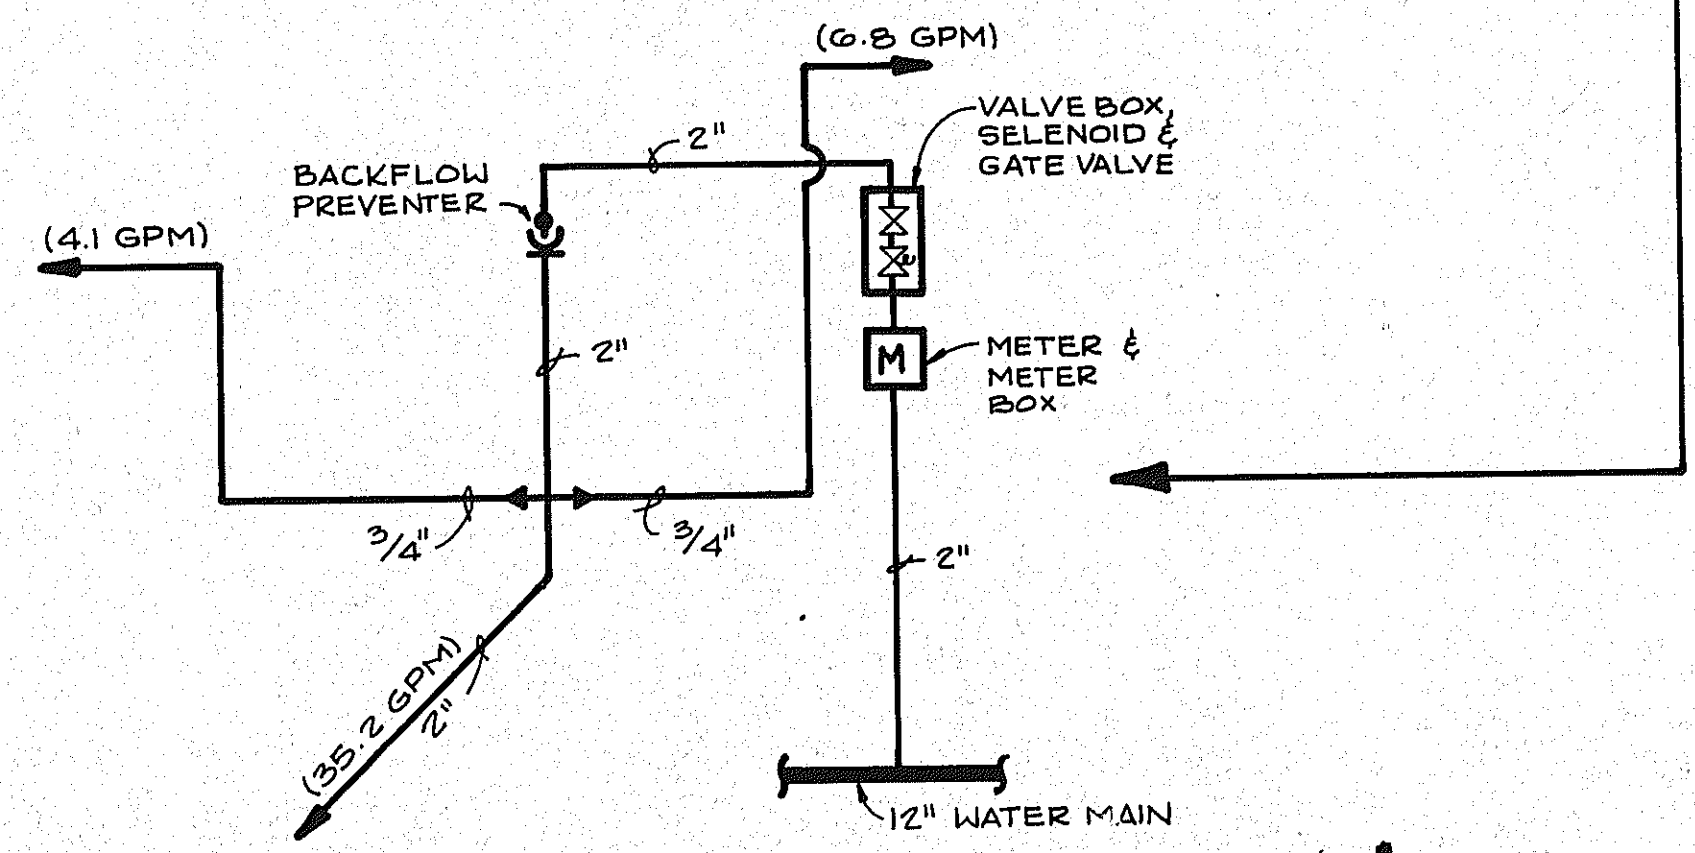 (6.8 GPM)
VALVE BOX,
SELENOID &
GATE VALVE
2"
BACKFLOW
PREVENTER
(4.1 GPM)
2"
M
METER &
METER
BOX
3/4"
3/4"
2"
(35.2 GPM)
2"
12" WATER MAIN